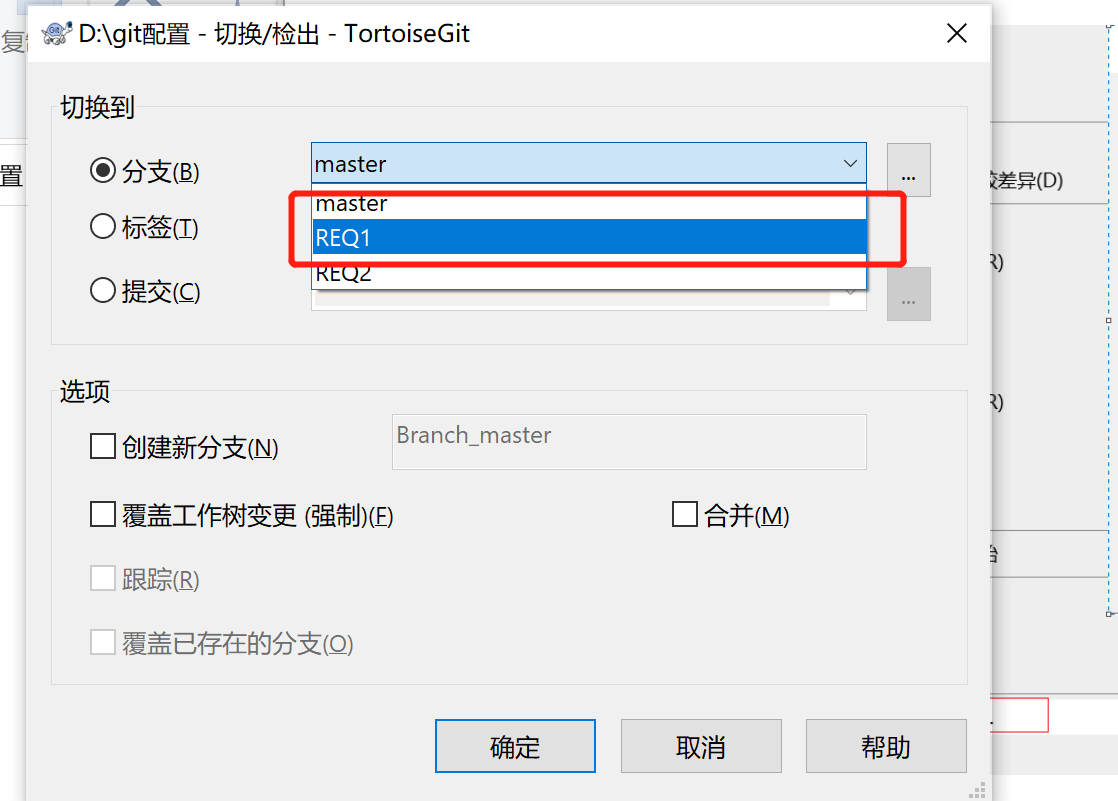 D:\git配置 - 切换/检出 - TortoiseGit
切换到
分支(B)
master
...
master
标签(T)
REQ1
REQ2
提交(C)
...
选项
创建新分支(N)
Branch_master
覆盖工作树变更 (强制)(F)
合并(M)
跟踪(R)
覆盖已存在的分支(O)
确定
取消
帮助
置
差异(D)
R)
R)